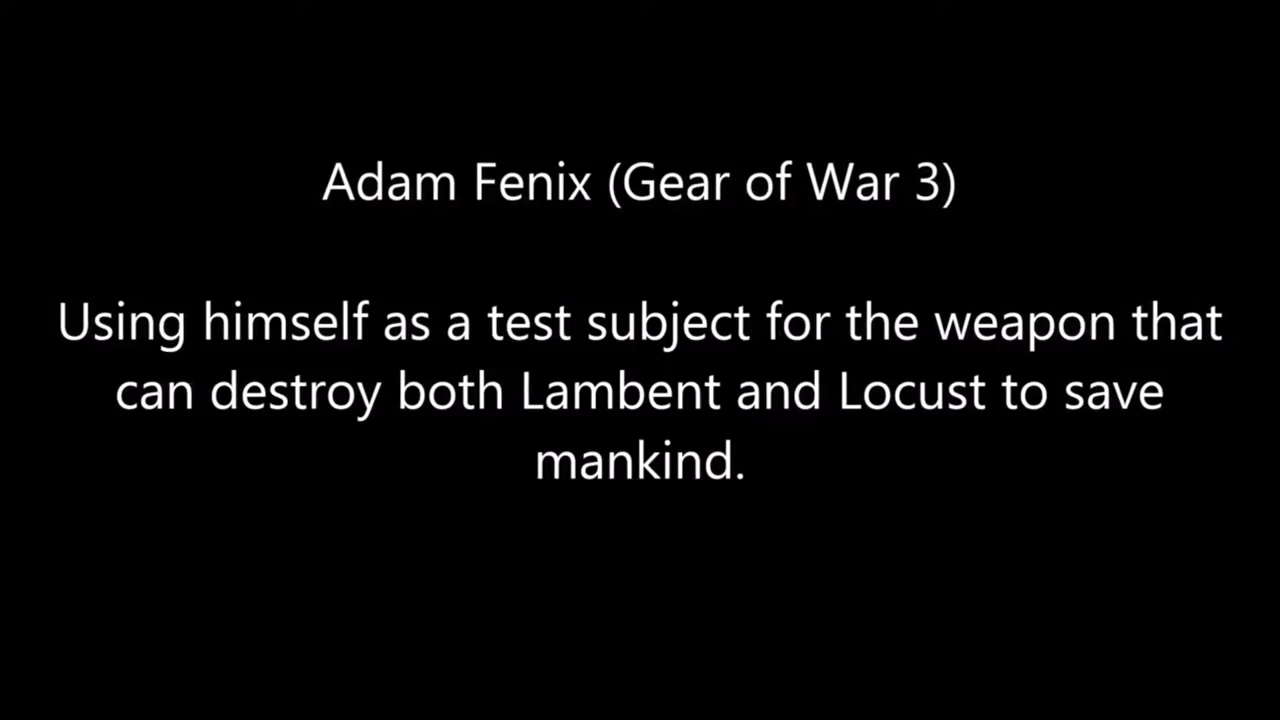 Adam Fenix (Gear of War 3)
Using himself as a test subject for the weapon that
can destroy both Lambent and Locust to save
mankind.